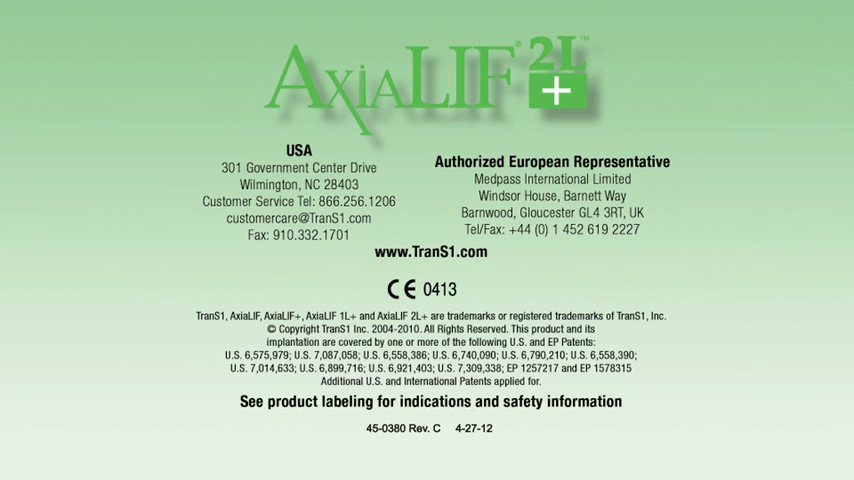 AxiaLIF® 2L™
+
USA
301 Government Center Drive
Wilmington, NC 28403
Customer Service Tel: 866.256.1206
customercare@TranS1.com
Fax: 910.332.1701
Authorized European Representative
Medpass International Limited
Windsor House, Barnett Way
Barnwood, Gloucester GL4 3RT, UK
Tel/Fax: +44 (0) 1 452 619 2227
www.TranS1.com
CE 0413
TranS1, AxiaLIF, AxiaLIF+, AxiaLIF 1L+ and AxiaLIF 2L+ are trademarks or registered trademarks of TranS1, Inc.
© Copyright TranS1 Inc. 2004-2010. All Rights Reserved. This product and its
implantation are covered by one or more of the following U.S. and EP Patents:
U.S. 6,575,979; U.S. 7,087,058; U.S. 6,558,386; U.S. 6,740,090; U.S. 6,790,210; U.S. 6,558,390;
U.S. 7,014,633; U.S. 6,899,716; U.S. 6,921,403; U.S. 7,309,338; EP 1257217 and EP 1578315
Additional U.S. and International Patents applied for.
See product labeling for indications and safety information
45-0380 Rev. C 4-27-12